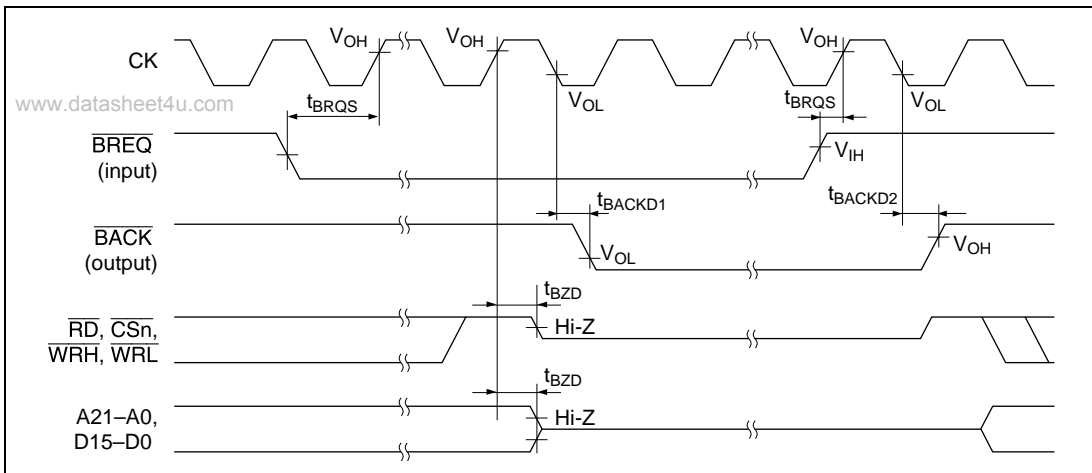 CK
V_OH
V_OH
V_OL
V_OH
V_OL
www.datasheet4u.com
t_BRQS
t_BRQS
BREQ
(input)
V_IH
t_BACKD1
t_BACKD2
BACK
(output)
V_OL
V_OH
t_BZD
RD, CSn,
WRH, WRL
Hi-Z
t_BZD
A21–A0,
D15–D0
Hi-Z